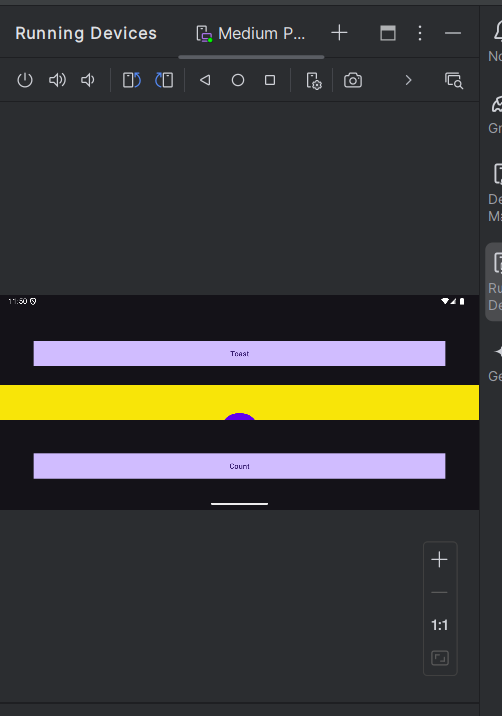 Running Devices
Medium P...
No
Gr
De
Ma
Ru
De
Ge
11:50
Toast
Count
1:1